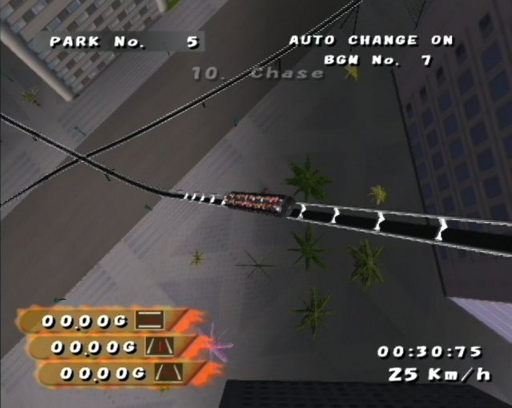 PARK No. 5
AUTO CHANGE ON
BGN No. 7
10. Chase
00.00G
00.00G
00.00G
00:30:75
25 Km/h